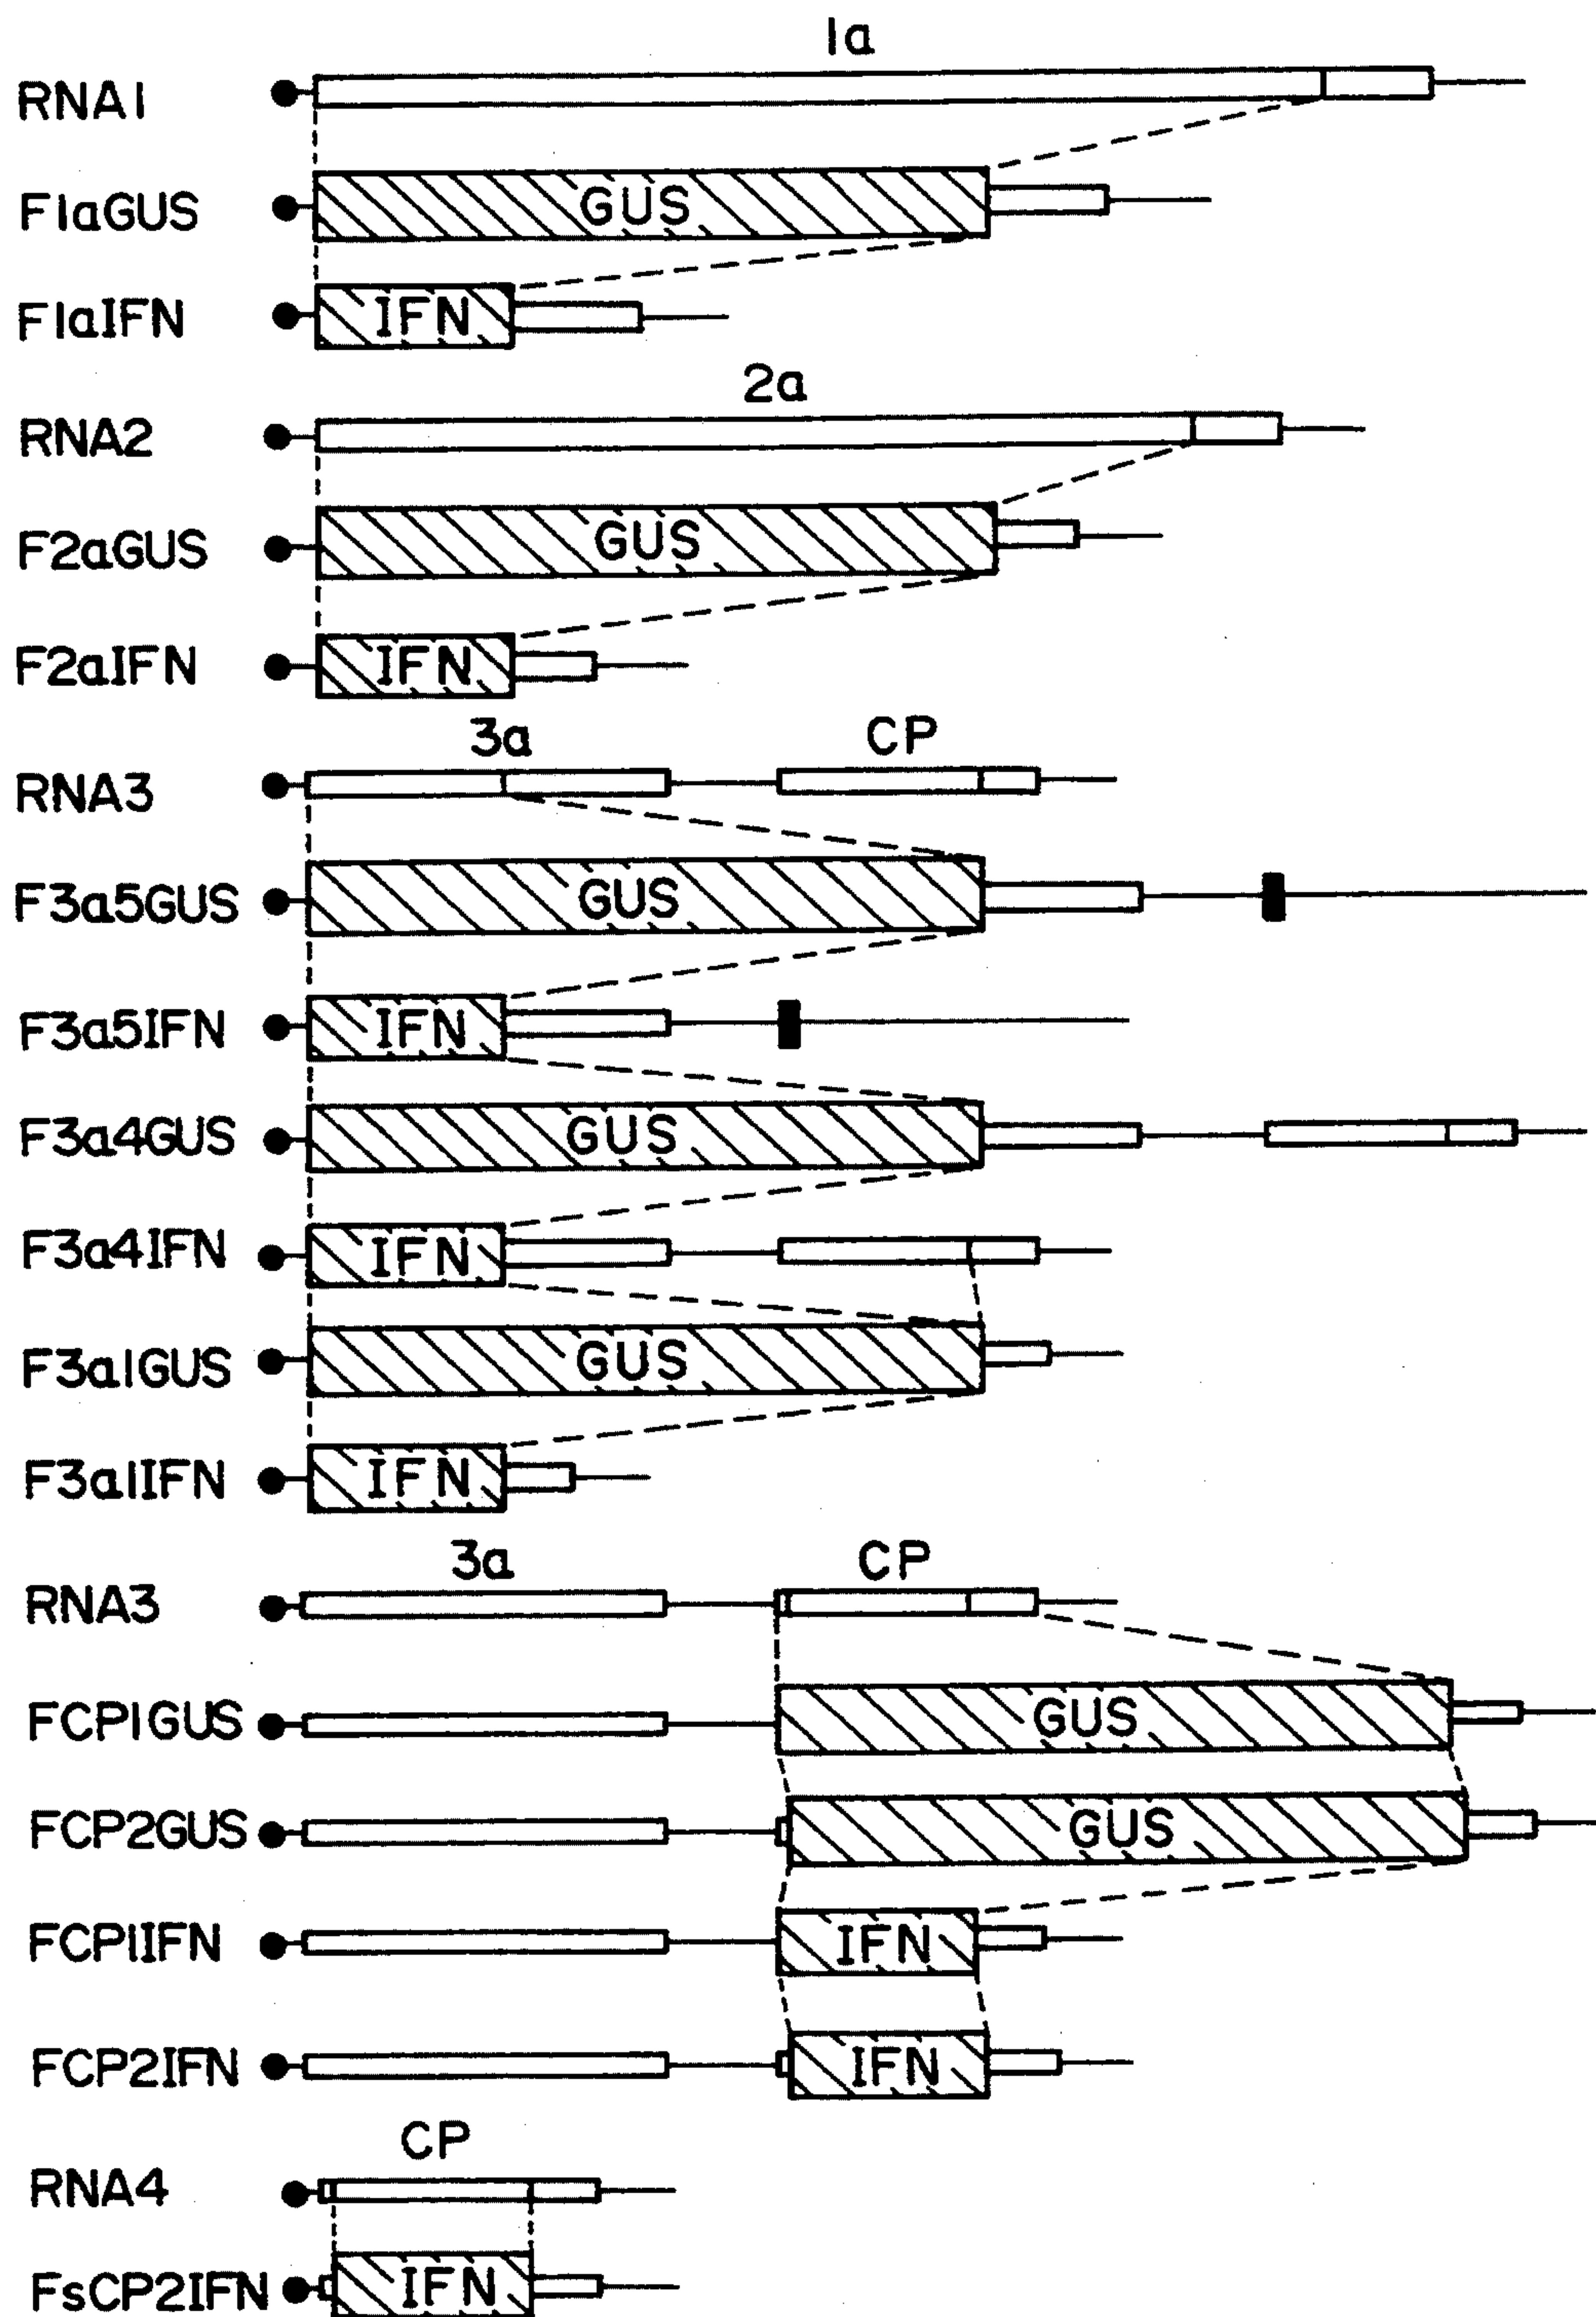 1a
RNA1
F1aGUS GUS
F1aIFN IFN
2a
RNA2
F2aGUS GUS
F2aIFN IFN
3a CP
RNA3
F3a5GUS GUS
F3a5IFN IFN
F3a4GUS GUS
F3a4IFN IFN
F3a1GUS GUS
F3a1IFN IFN
3a CP
RNA3
FCP1GUS GUS
FCP2GUS GUS
FCP1IFN IFN
FCP2IFN IFN
CP
RNA4
FsCP2IFN IFN